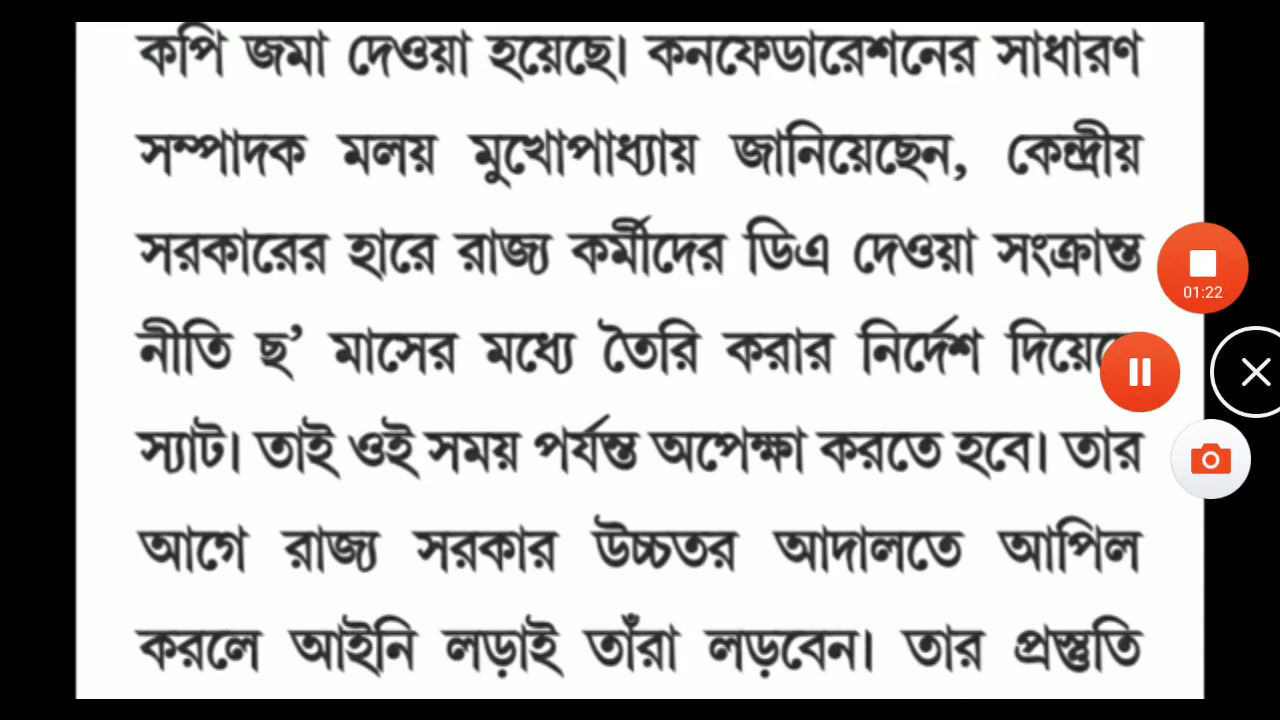 কপি জমা দেওয়া হয়েছে। কনফেডারেশনের সাধারণ
সম্পাদক মলয় মুখোপাধ্যায় জানিয়েছেন, কেন্দ্রীয়
সরকারের হারে রাজ্য কর্মীদের ডিএ দেওয়া সংক্রান্ত
নীতি ছ’ মাসের মধ্যে তৈরি করার নির্দেশ
স্যাট। তাই ওই সময় পর্যন্ত অপেক্ষা করতে হবে। তার
আগে রাজ্য সরকার উচ্চতর আদালতে আপিল
করলে আইনি লড়াই তাঁরা লড়বেন। তার প্রস্তুতি
01:22